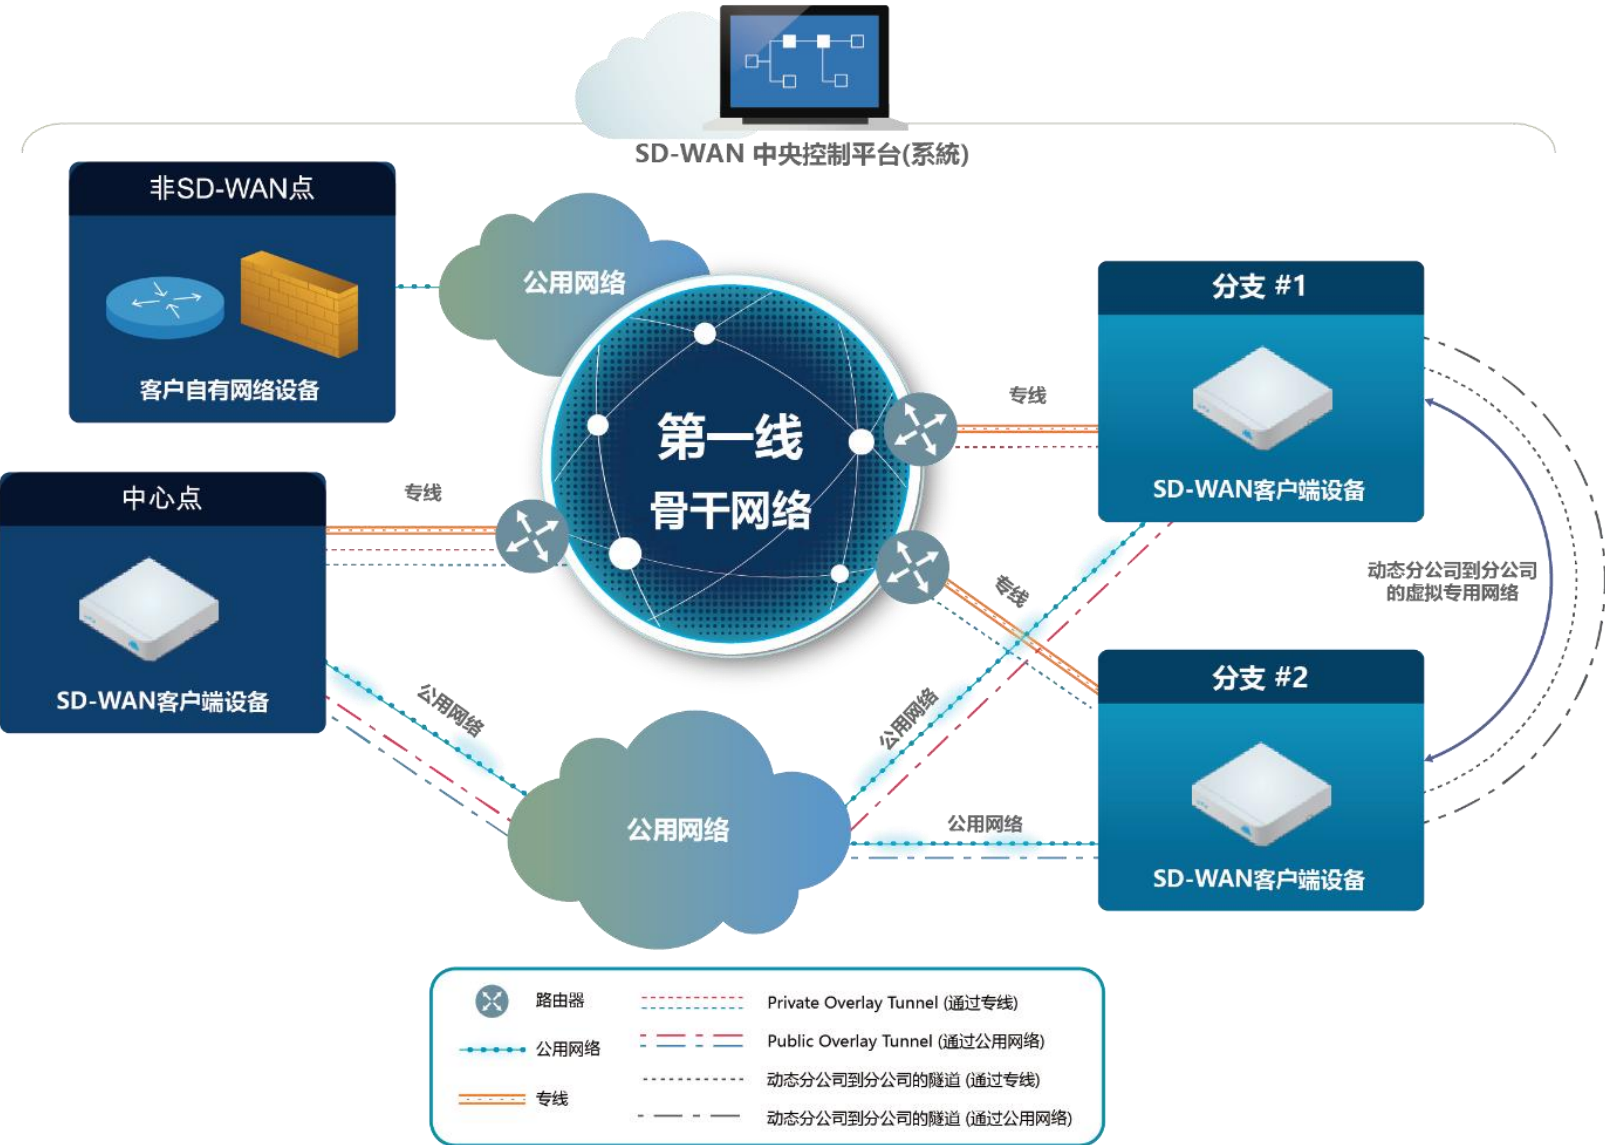 SD-WAN 中央控制平台(系統)
非SD-WAN点
客户自有网络设备
公用网络
第一线
骨干网络
分支 #1
SD-WAN客户端设备
专线
中心点
SD-WAN客户端设备
专线
专线
动态分公司到分公司
的虚拟专用网络
分支 #2
SD-WAN客户端设备
公用网络
公用网络
公用网络
公用网络
路由器
公用网络
专线
Private Overlay Tunnel (通过专线)
Public Overlay Tunnel (通过公用网络)
动态分公司到分公司的隧道 (通过专线)
动态分公司到分公司的隧道 (通过公用网络)